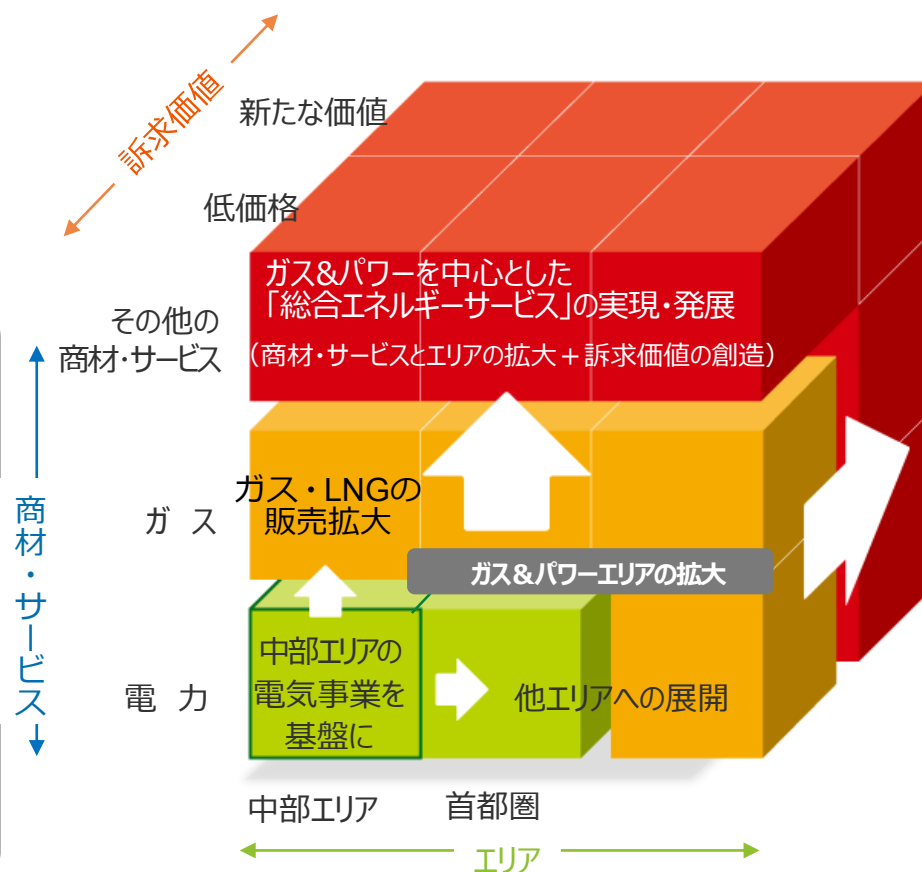 訴求価値
新たな価値
低価格
その他の
商材・サービス
ガス&パワーを中心とした
「総合エネルギーサービス」の実現・発展
（商材・サービスとエリアの拡大＋訴求価値の創造）
商材・サービス
ガス
ガス・LNGの
販売拡大
ガス&パワーエリアの拡大
電力
中部エリアの
電気事業を
基盤に
他エリアへの展開
中部エリア
首都圏
エリア